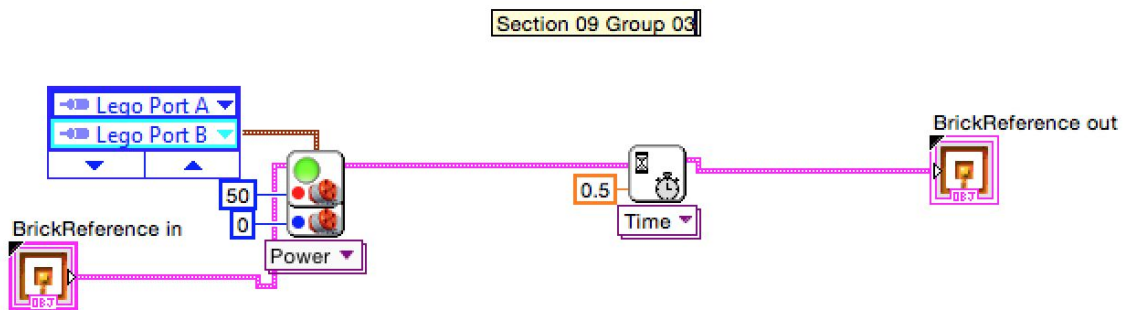 Section 09 Group 03
Lego Port A
Lego Port B
BrickReference out
50
0.5
OBJ
0
Time
BrickReference in
Power
OBJ